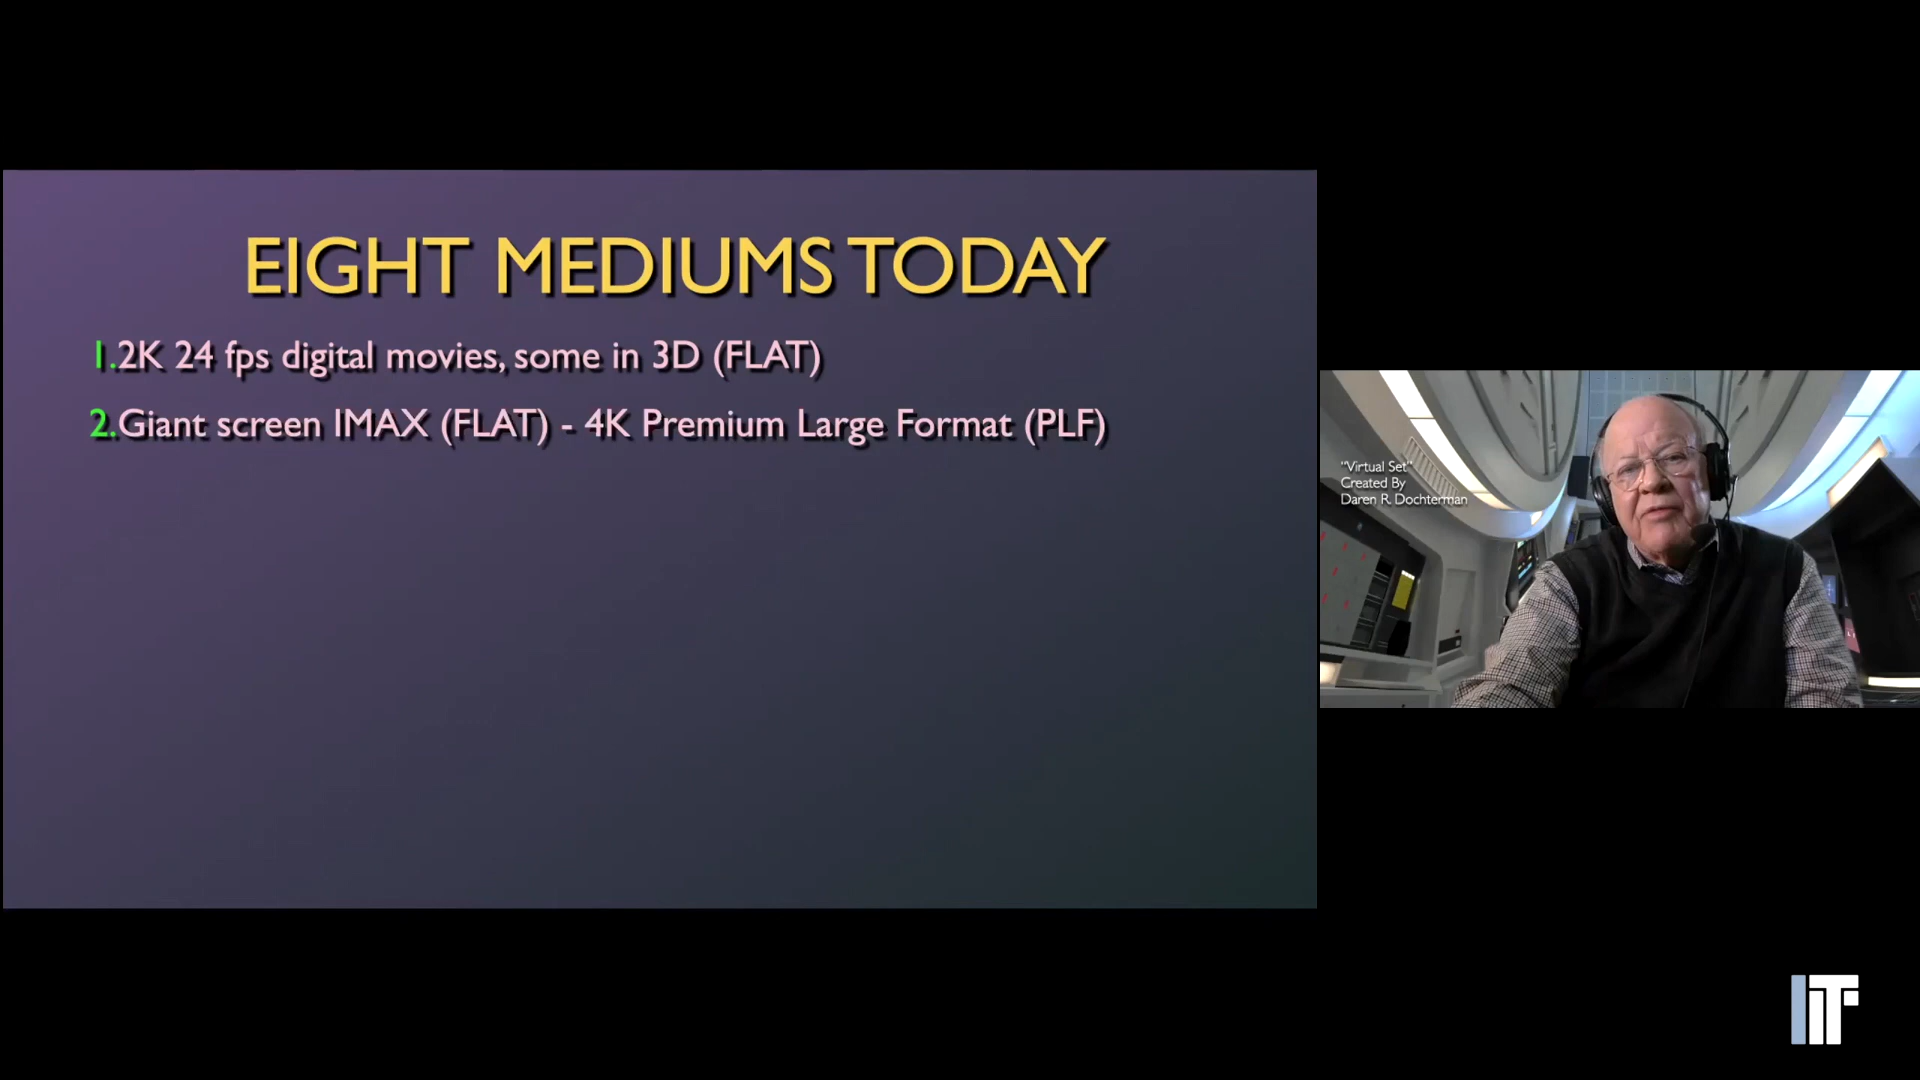 EIGHT MEDIUMS TODAY
1.2K 24 fps digital movies, some in 3D (FLAT)
2.Giant screen IMAX (FLAT) - 4K Premium Large Format (PLF)
"Virtual Set"
Created By
Daren R. Dochterman
IITF